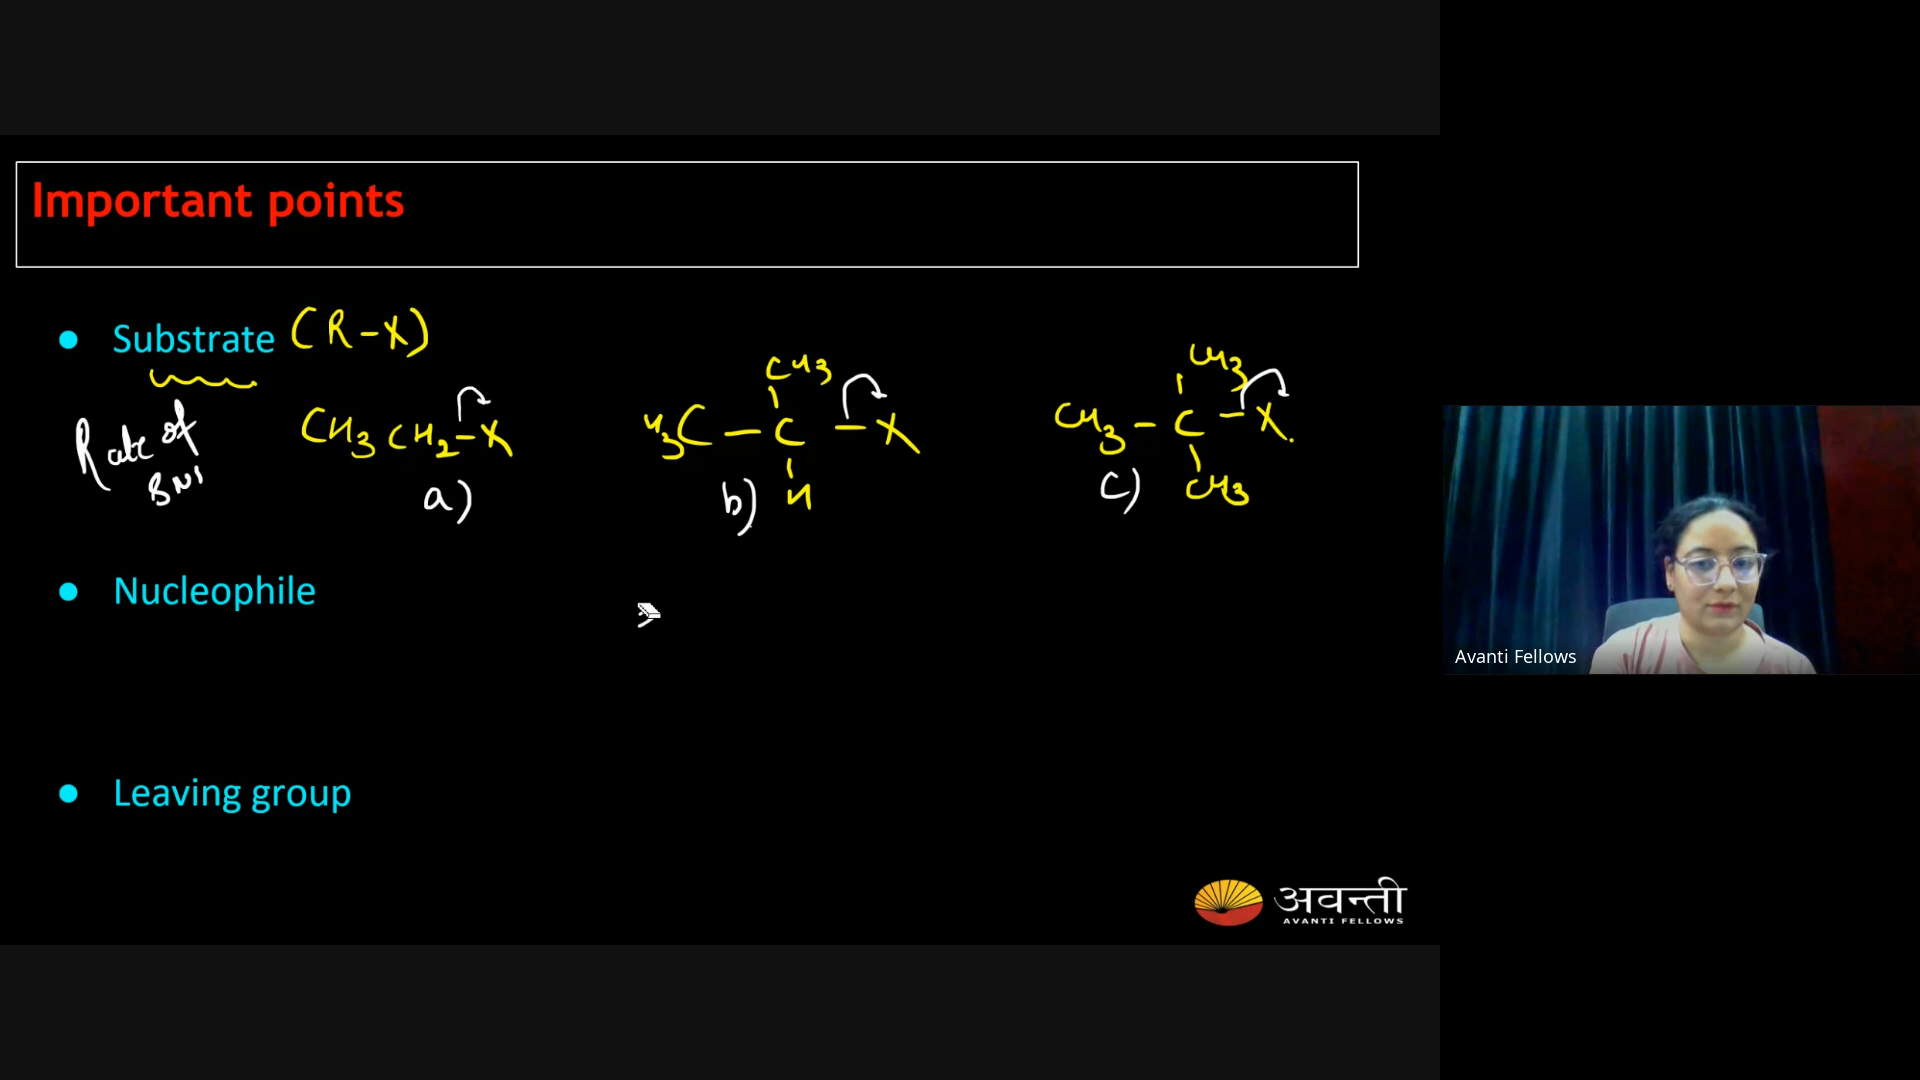 Important points
● Substrate (R-X)
CH3 CH2-X
a)
CH3
H3C — C — X
H
b)
CH3
CH3 - C - X
CH3
c)
Rate of
SN1
● Nucleophile
● Leaving group
अवन्ती
AVANTI FELLOWS
Avanti Fellows